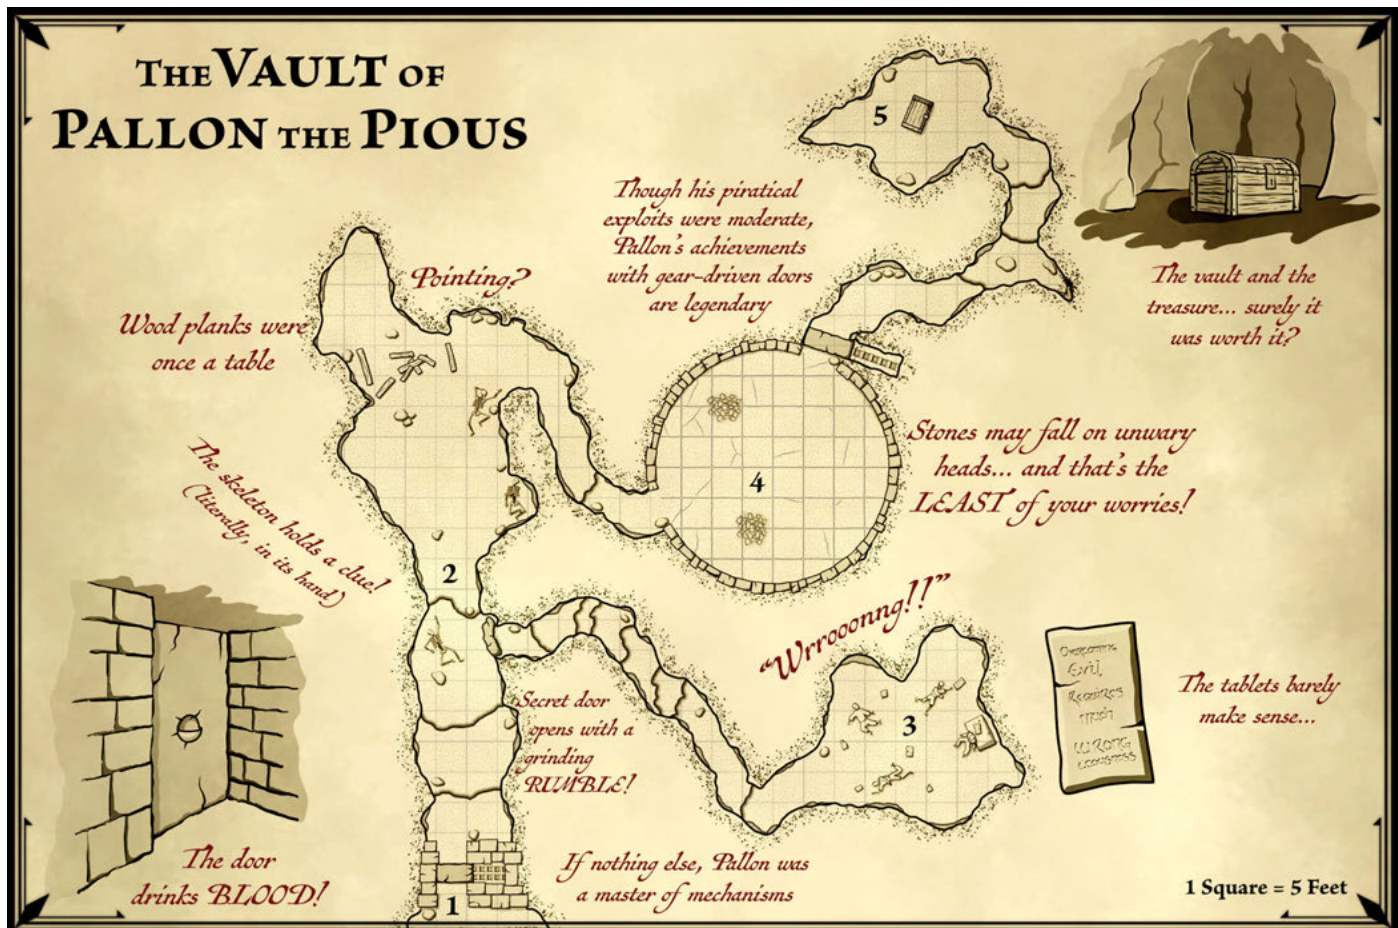 THE VAULT OF
PALLON THE PIOUS
5
Though his piratical
exploits were moderate,
Pallon's achievements
with gear-driven doors
are legendary
The vault and the
treasure... surely it
was worth it?
Pointing?
Wood planks were
once a table
The skeleton holds a clue!
(literally, in its hand)
Stones may fall on unwary
heads... and that's the
LEAST of your worries!
4
2
"Wrrooonng!!"
3
Secret door
opens with a
grinding
RUMBLE!
Evil
Requires
WRONG
The tablets barely
make sense...
The door
drinks BLOOD!
If nothing else, Pallon was
a master of mechanisms
1
1 Square = 5 Feet